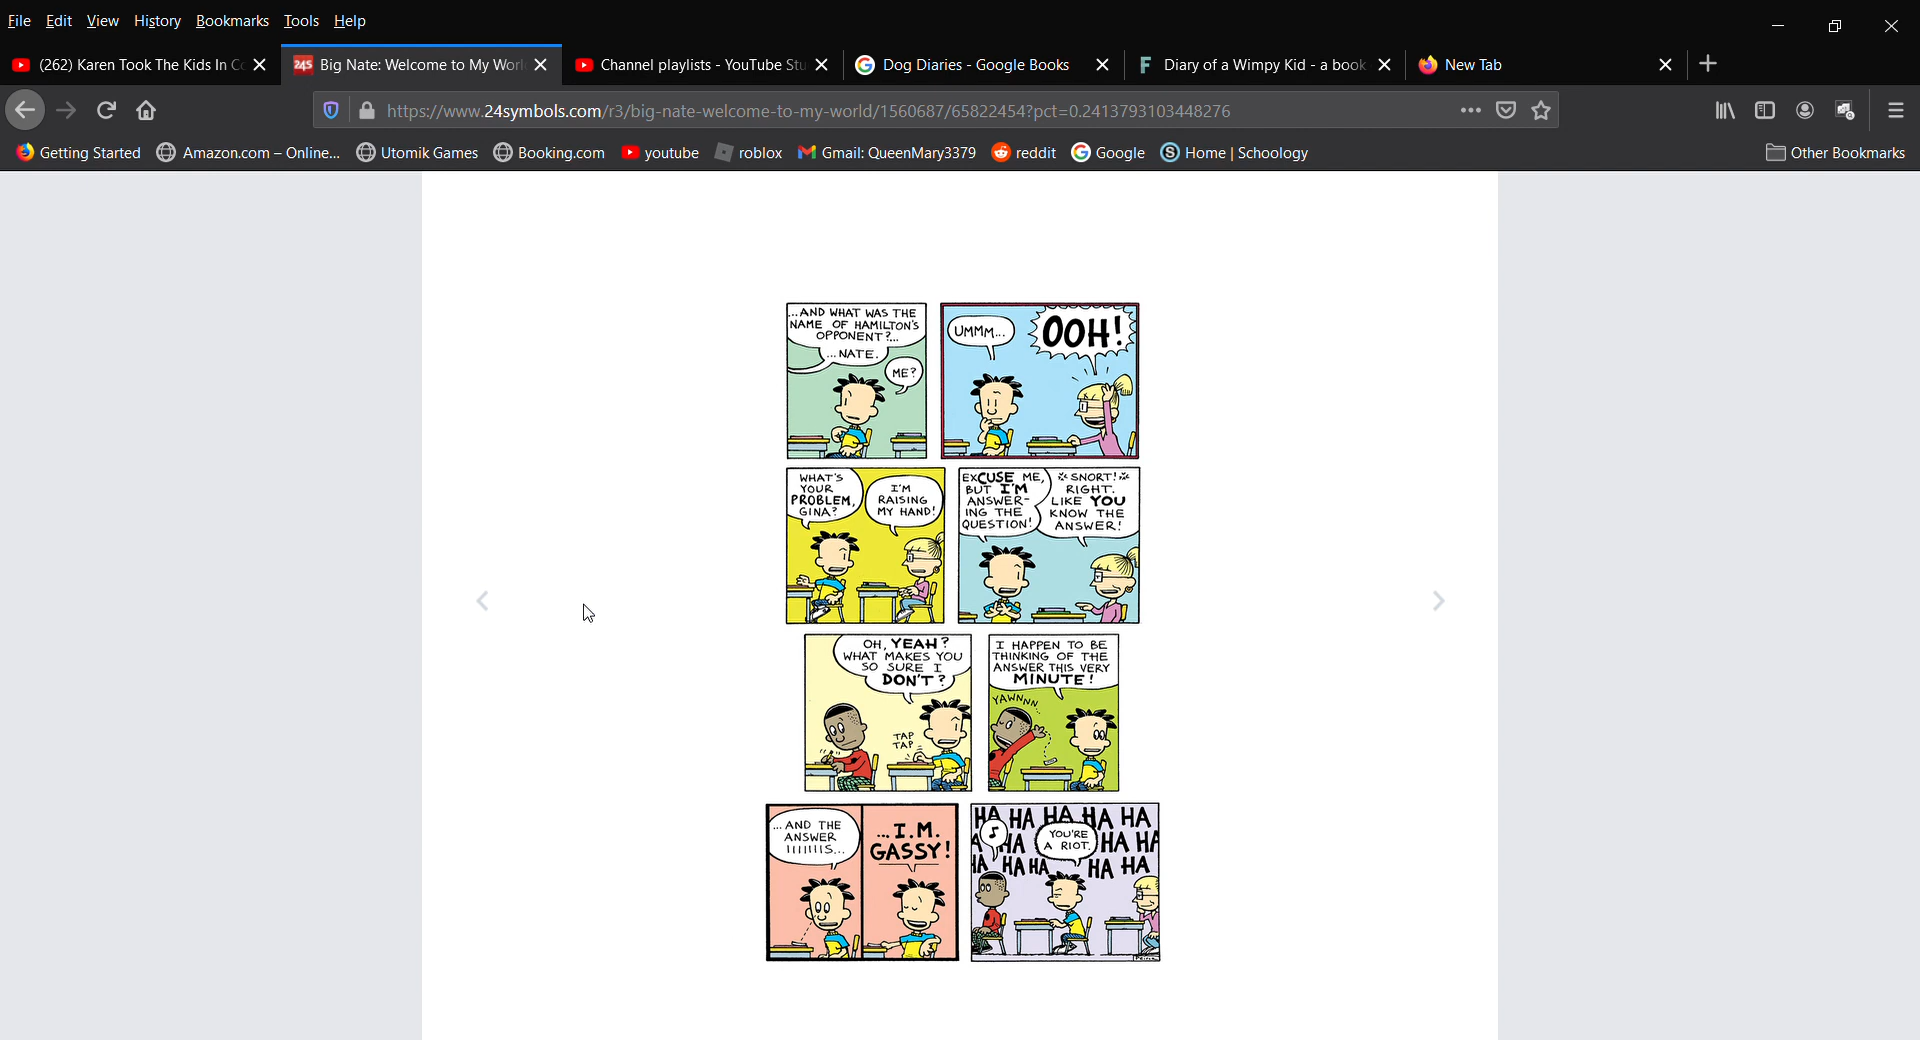 File Edit View History Bookmarks Tools Help
(262) Karen Took The Kids In C
Big Nate: Welcome to My Worl
Channel playlists - YouTube Stu
Dog Diaries - Google Books
Diary of a Wimpy Kid - a book
New Tab
https://www.24symbols.com/r3/big-nate-welcome-to-my-world/1560687/65822454?pct=0.2413793103448276
Getting Started Amazon.com – Online... Utomik Games Booking.com youtube roblox Gmail: QueenMary3379 reddit Google Home | Schoology Other Bookmarks
...AND WHAT WAS THE
NAME OF HAMILTON'S
OPPONENT?...
...NATE.
ME?
UMMM...
OOH!
WHAT'S
YOUR
PROBLEM,
GINA?
I'M
RAISING
MY HAND!
EXCUSE ME,
BUT I'M
ANSWER-
ING THE
QUESTION!
SNORT!
RIGHT.
LIKE YOU
KNOW THE
ANSWER!
OH, YEAH?
WHAT MAKES YOU
SO SURE I
DON'T?
TAP
TAP
I HAPPEN TO BE
THINKING OF THE
ANSWER THIS VERY
MINUTE!
YAWNNN...
...AND THE
ANSWER
IIIIIIIS...
...I.M.
GASSY!
HA HA HA HA HA
HA HA HA HA
HA HA HA HA HA
YOU'RE
A RIOT.